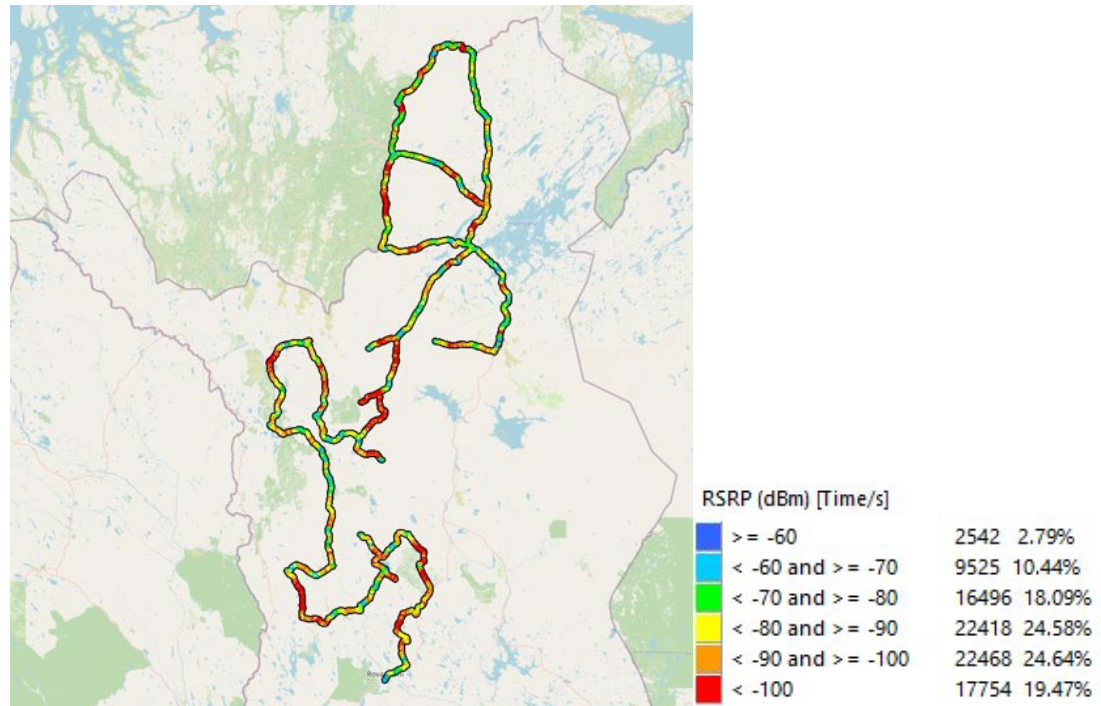 RSRP (dBm) [Time/s]
>= -60 2542 2.79%
< -60 and >= -70 9525 10.44%
< -70 and >= -80 16496 18.09%
< -80 and >= -90 22418 24.58%
< -90 and >= -100 22468 24.64%
< -100 17754 19.47%